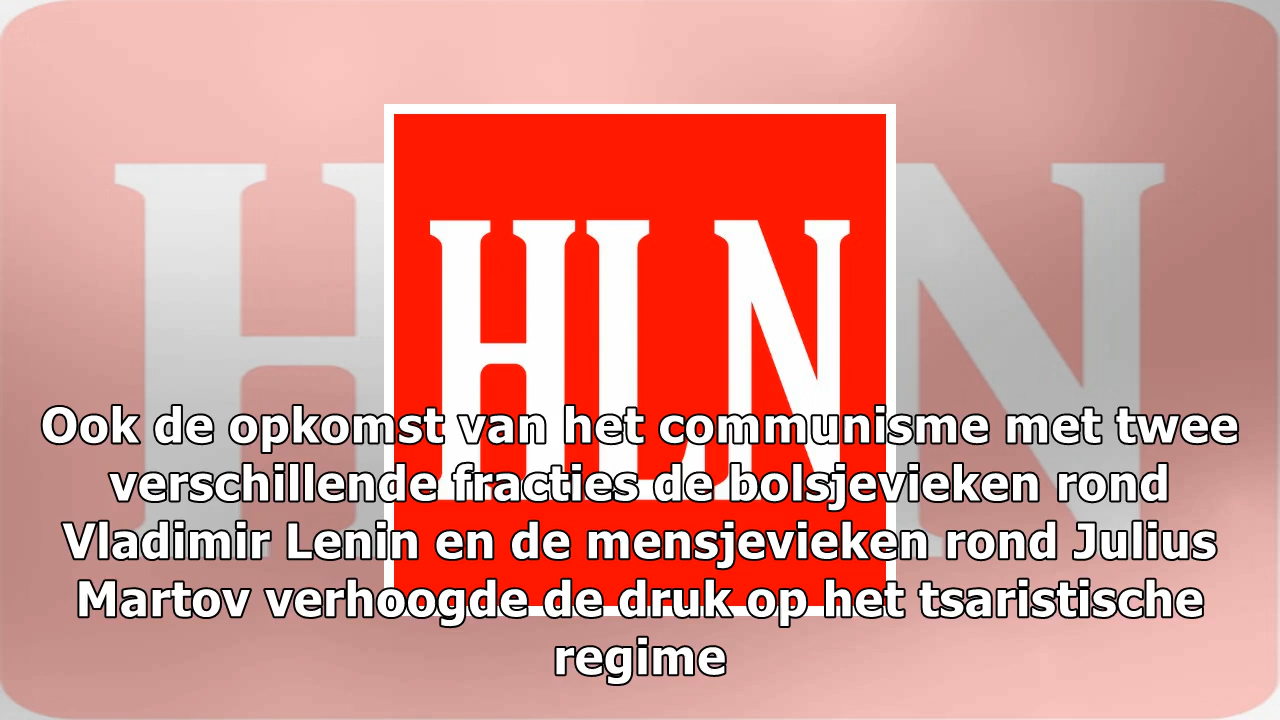 HLN
Ook de opkomst van het communisme met twee
verschillende fracties de bolsjevieken rond
Vladimir Lenin en de mensjevieken rond Julius
Martov verhoogde de druk op het tsaristische
regime